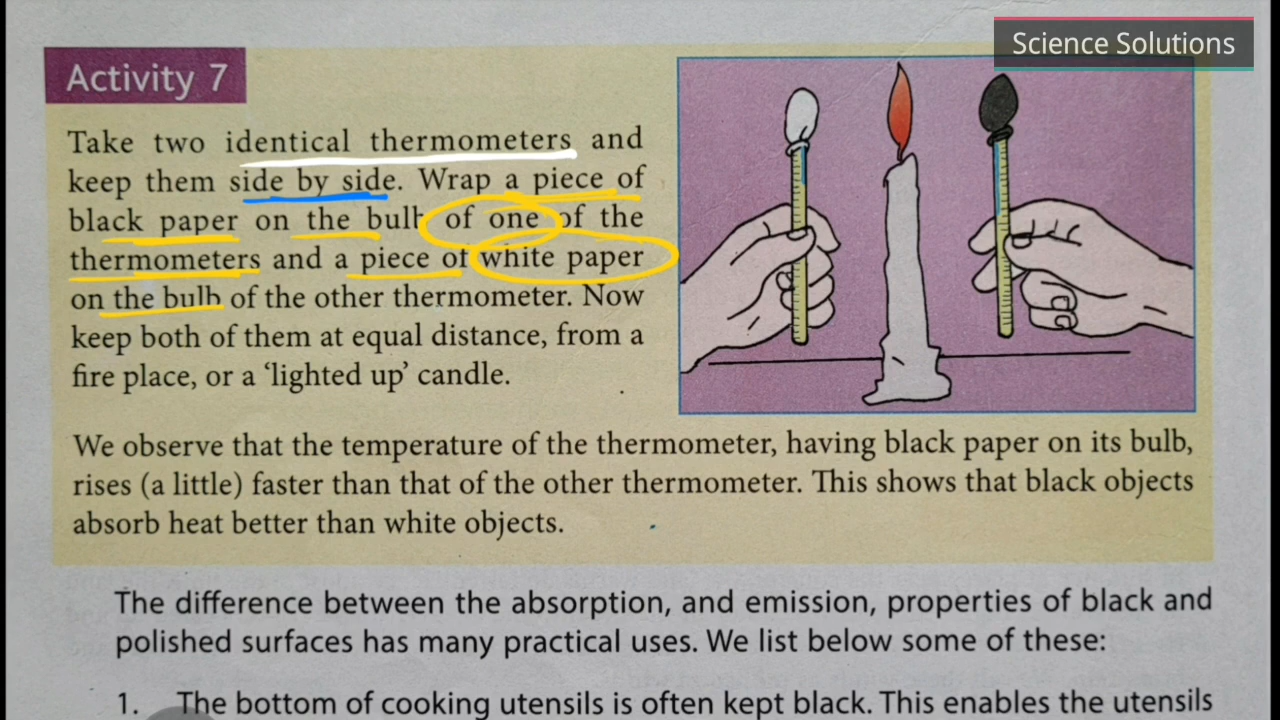 Science Solutions
Activity 7
Take two identical thermometers and
keep them side by side. Wrap a piece of
black paper on the bulb of one of the
thermometers and a piece of white paper
on the bulb of the other thermometer. Now
keep both of them at equal distance, from a
fire place, or a ‘lighted up’ candle.
We observe that the temperature of the thermometer, having black paper on its bulb,
rises (a little) faster than that of the other thermometer. This shows that black objects
absorb heat better than white objects.
The difference between the absorption, and emission, properties of black and
polished surfaces has many practical uses. We list below some of these:
1. The bottom of cooking utensils is often kept black. This enables the utensils